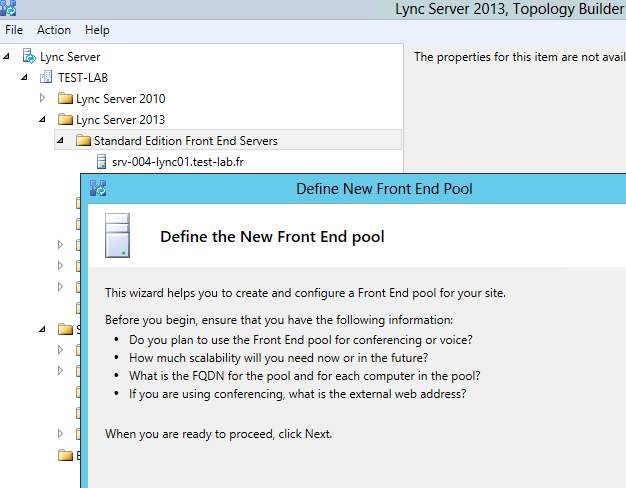 Lync Server 2013, Topology Builder
File Action Help
Lync Server
The properties for this item are not avai
TEST-LAB
Lync Server 2010
Lync Server 2013
Standard Edition Front End Servers
srv-004-lync01.test-lab.fr
Define New Front End Pool
Define the New Front End pool
This wizard helps you to create and configure a Front End pool for your site.
Before you begin, ensure that you have the following information:
• Do you plan to use the Front End pool for conferencing or voice?
• How much scalability will you need now or in the future?
• What is the FQDN for the pool and for each computer in the pool?
• If you are using conferencing, what is the external web address?
When you are ready to proceed, click Next.